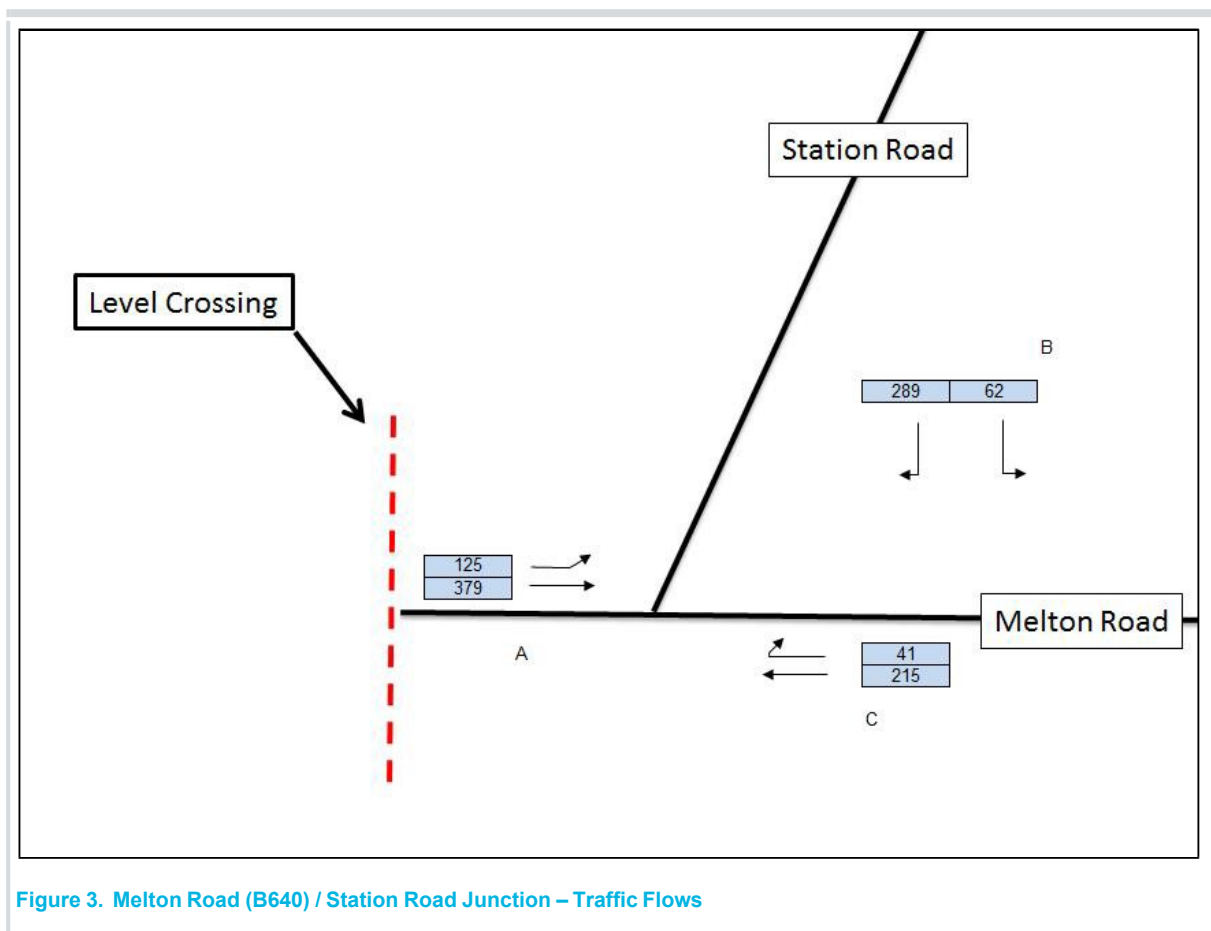 Station Road
Level Crossing
B
289 62
125
379
Melton Road
A
41
215
C
Figure 3. Melton Road (B640) / Station Road Junction – Traffic Flows